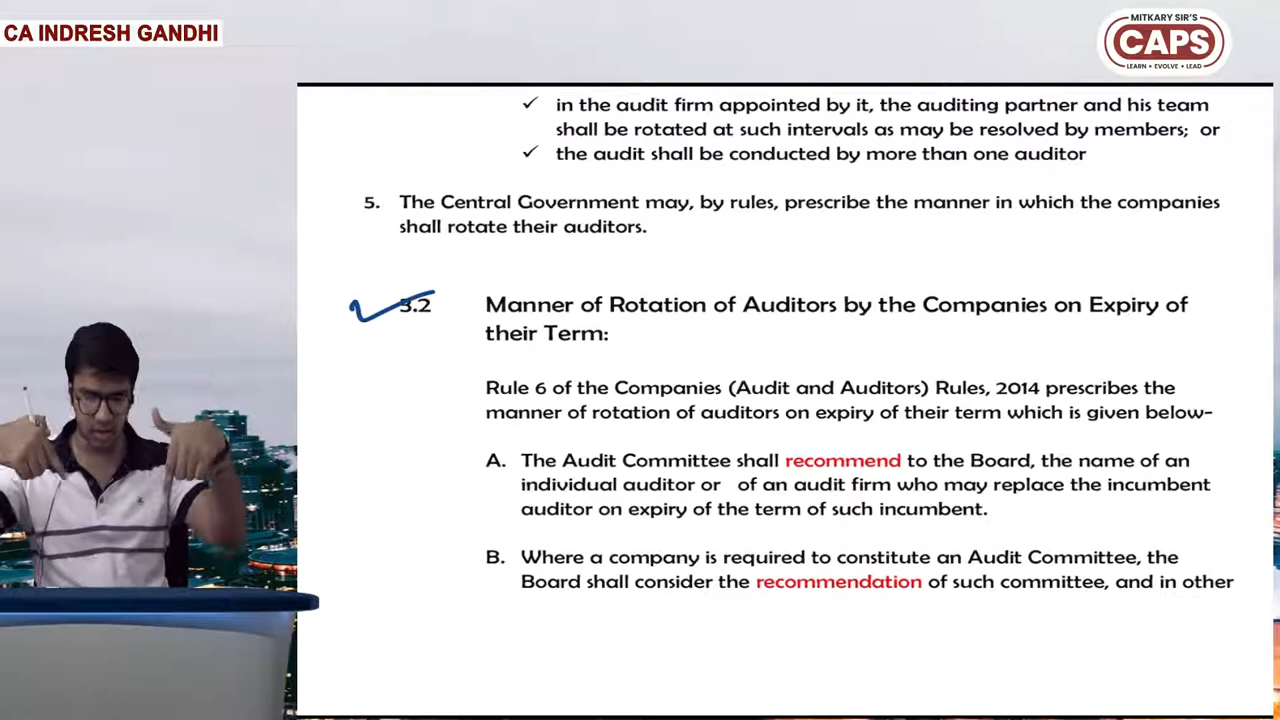 CA INDRESH GANDHI
MITKARY SIR'S
CAPS
LEARN • EVOLVE • LEAD
✓ in the audit firm appointed by it, the auditing partner and his team
shall be rotated at such intervals as may be resolved by members; or
✓ the audit shall be conducted by more than one auditor
5. The Central Government may, by rules, prescribe the manner in which the companies
shall rotate their auditors.
3.2 Manner of Rotation of Auditors by the Companies on Expiry of
their Term:
Rule 6 of the Companies (Audit and Auditors) Rules, 2014 prescribes the
manner of rotation of auditors on expiry of their term which is given below-
A. The Audit Committee shall recommend to the Board, the name of an
individual auditor or of an audit firm who may replace the incumbent
auditor on expiry of the term of such incumbent.
B. Where a company is required to constitute an Audit Committee, the
Board shall consider the recommendation of such committee, and in other